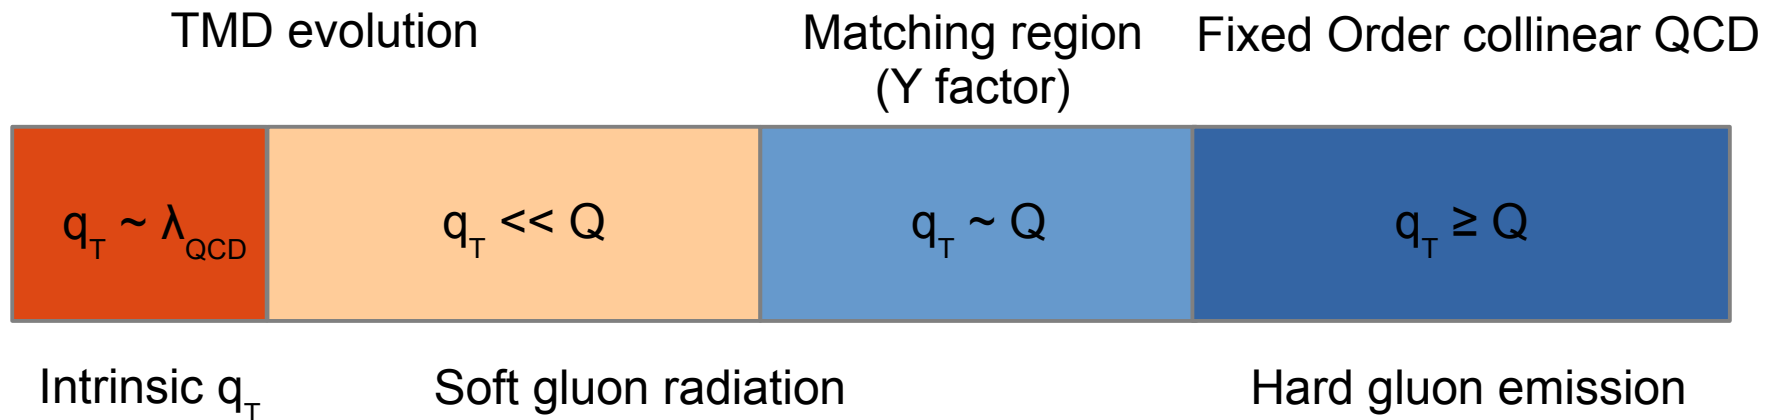 TMD evolution
Matching region
(Y factor)
Fixed Order collinear QCD
q_T ~ λ_QCD
q_T << Q
q_T ~ Q
q_T ≥ Q
Intrinsic q_T
Soft gluon radiation
Hard gluon emission